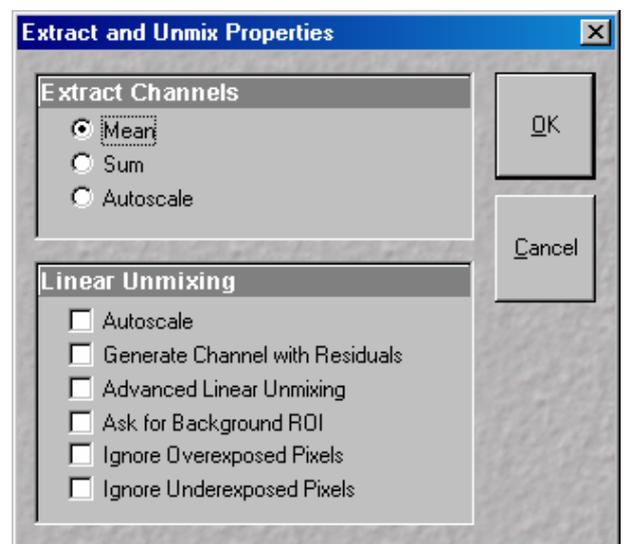 Extract and Unmix Properties
Extract Channels
Mean
Sum
Autoscale
OK
Cancel
Linear Unmixing
Autoscale
Generate Channel with Residuals
Advanced Linear Unmixing
Ask for Background ROI
Ignore Overexposed Pixels
Ignore Underexposed Pixels